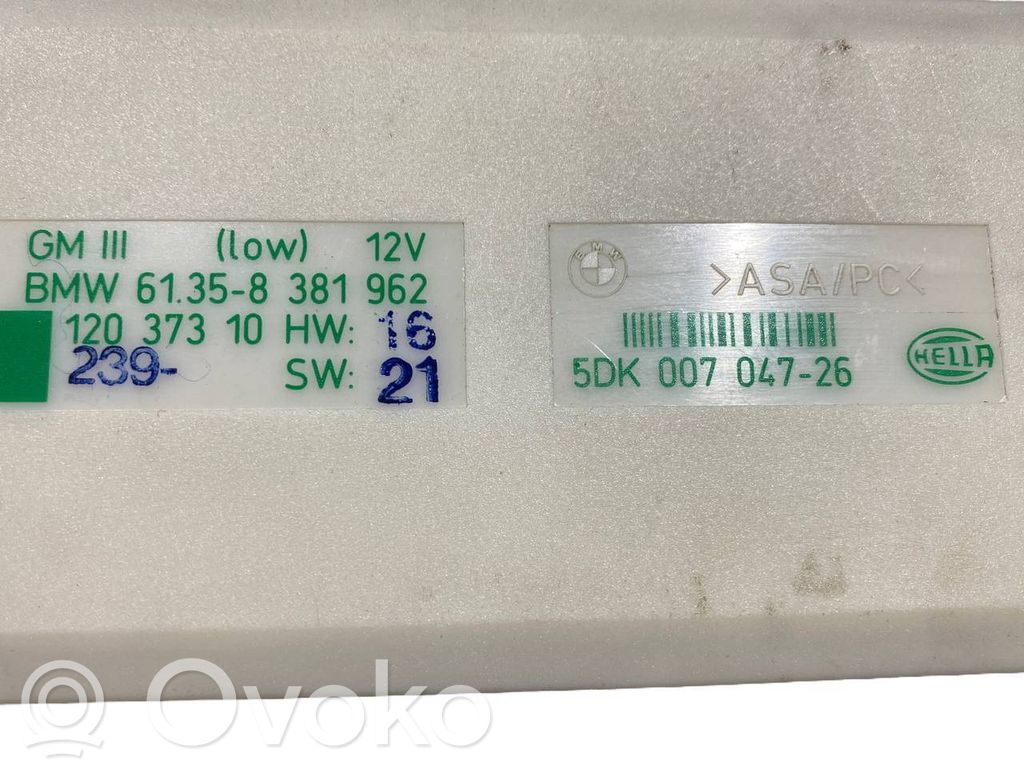 GM III (low) 12V
BMW 61.35-8 381 962
120 373 10 HW: 16
239- SW: 21
BMW
>ASA/PC<
5DK 007 047-26
HELLA
Ovoko